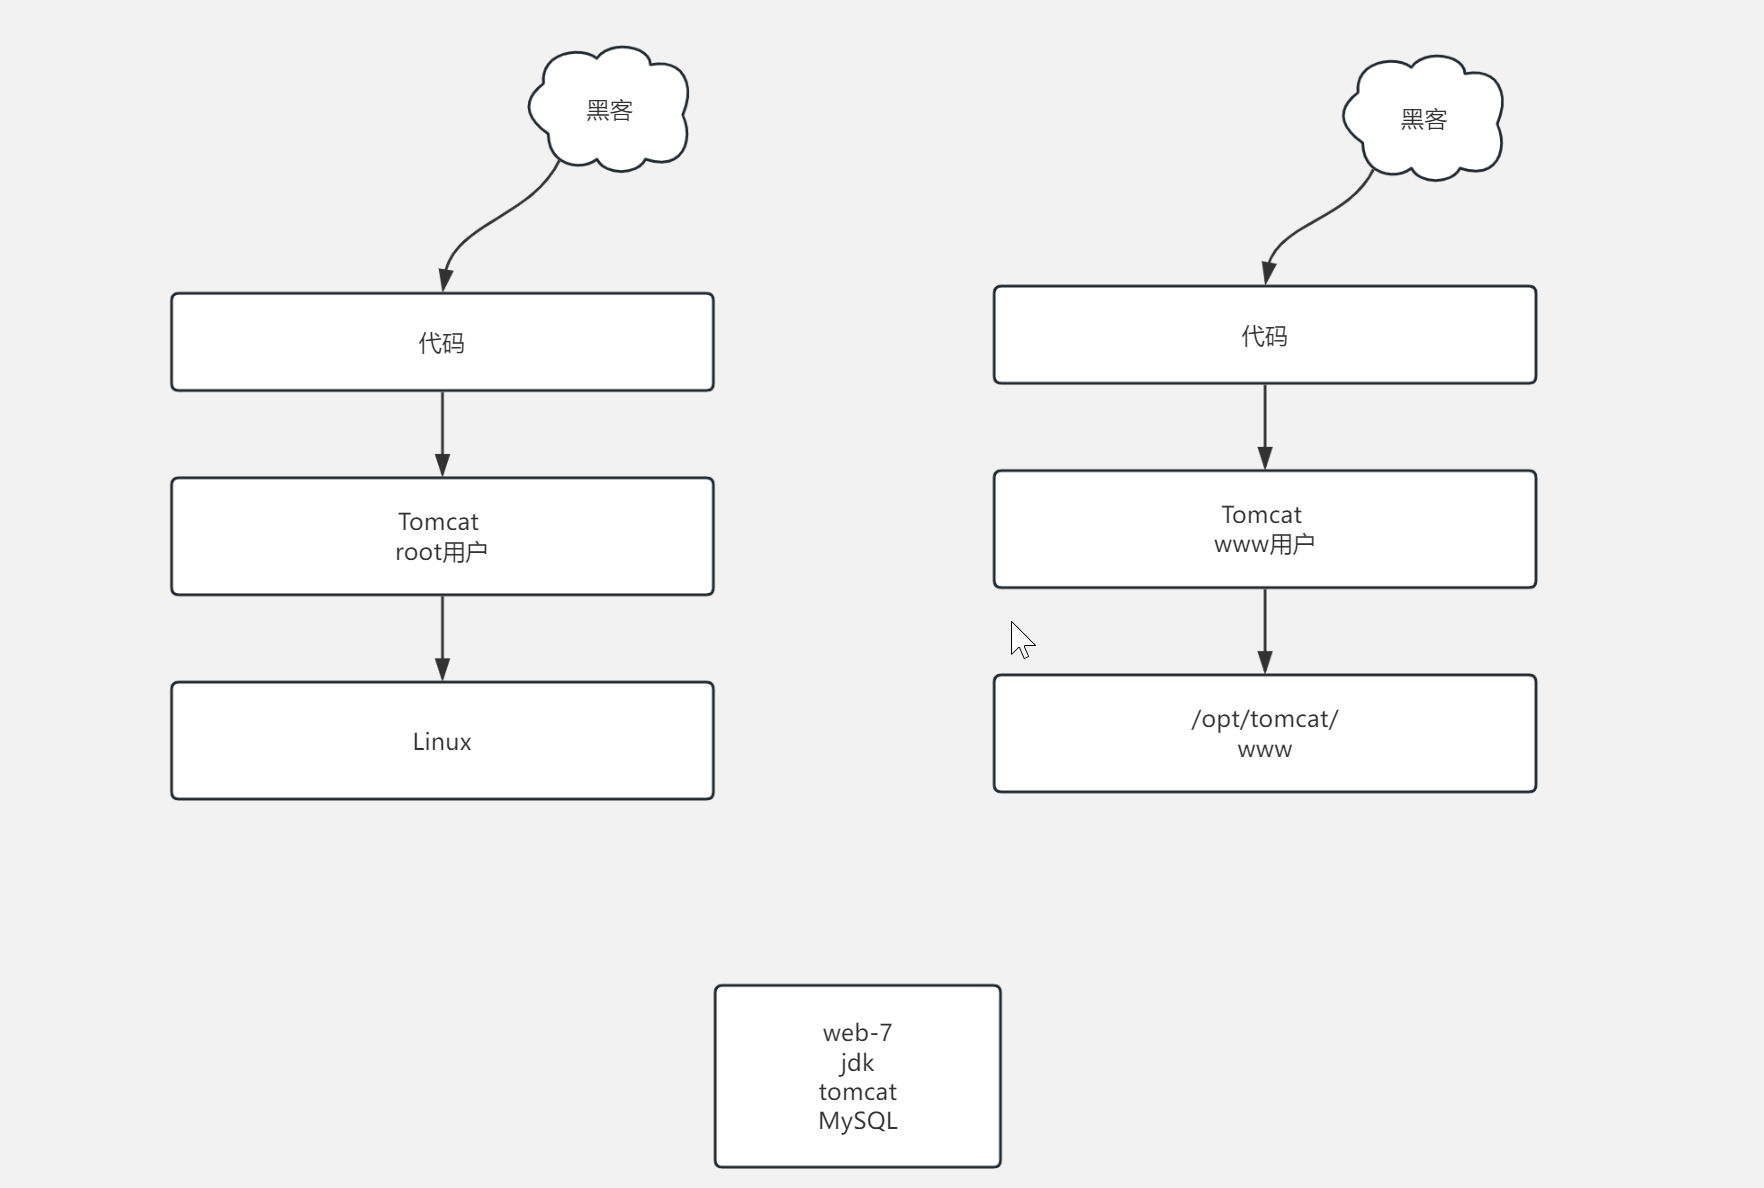 黑客
代码
Tomcat
root用户
Linux
黑客
代码
Tomcat
www用户
/opt/tomcat/
www
web-7
jdk
tomcat
MySQL